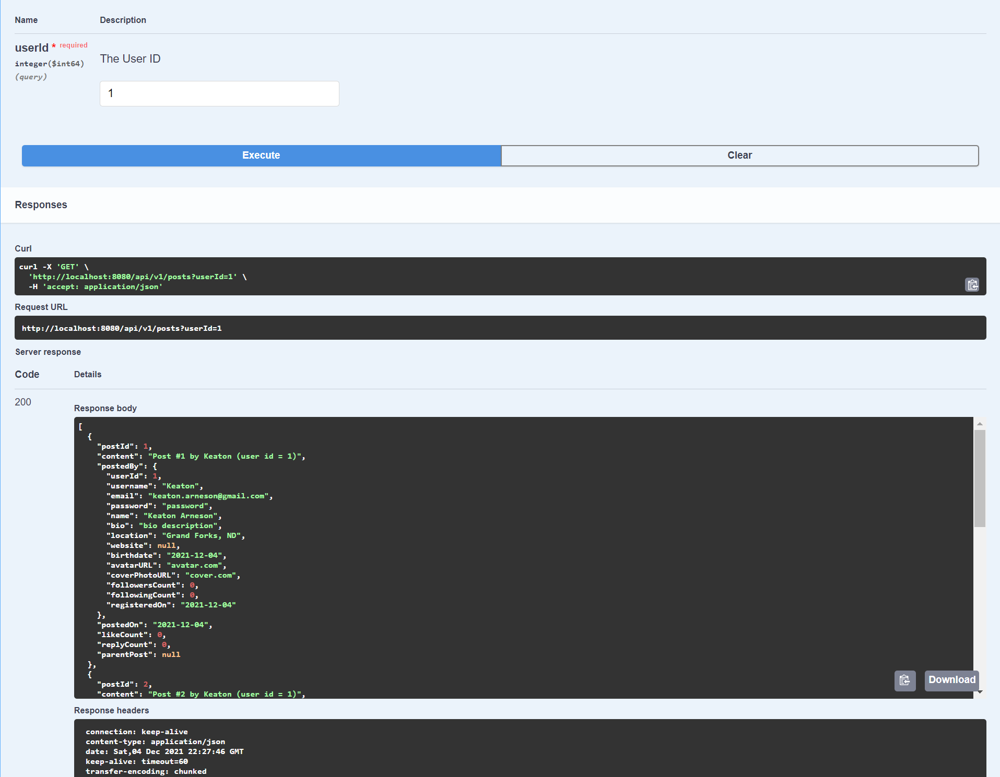 Name Description
userId * required
integer($int64)
(query)
The User ID
1
Execute Clear
Responses
Curl
curl -X 'GET' \
  'http://localhost:8080/api/v1/posts?userId=1' \
  -H 'accept: application/json'
Request URL
http://localhost:8080/api/v1/posts?userId=1
Server response
Code Details
200
Response body
[
  {
    "postId": 1,
    "content": "Post #1 by Keaton (user id = 1)",
    "postedBy": {
      "userId": 1,
      "username": "Keaton",
      "email": "keaton.arneson@gmail.com",
      "password": "password",
      "name": "Keaton Arneson",
      "bio": "bio description",
      "location": "Grand Forks, ND",
      "website": null,
      "birthdate": "2021-12-04",
      "avatarURL": "avatar.com",
      "coverPhotoURL": "cover.com",
      "followersCount": 0,
      "followingCount": 0,
      "registeredOn": "2021-12-04"
    },
    "postedOn": "2021-12-04",
    "likeCount": 0,
    "replyCount": 0,
    "parentPost": null
  },
  {
    "postId": 2,
    "content": "Post #2 by Keaton (user id = 1)",
Download
Response headers
connection: keep-alive
content-type: application/json
date: Sat,04 Dec 2021 22:27:46 GMT
keep-alive: timeout=60
transfer-encoding: chunked